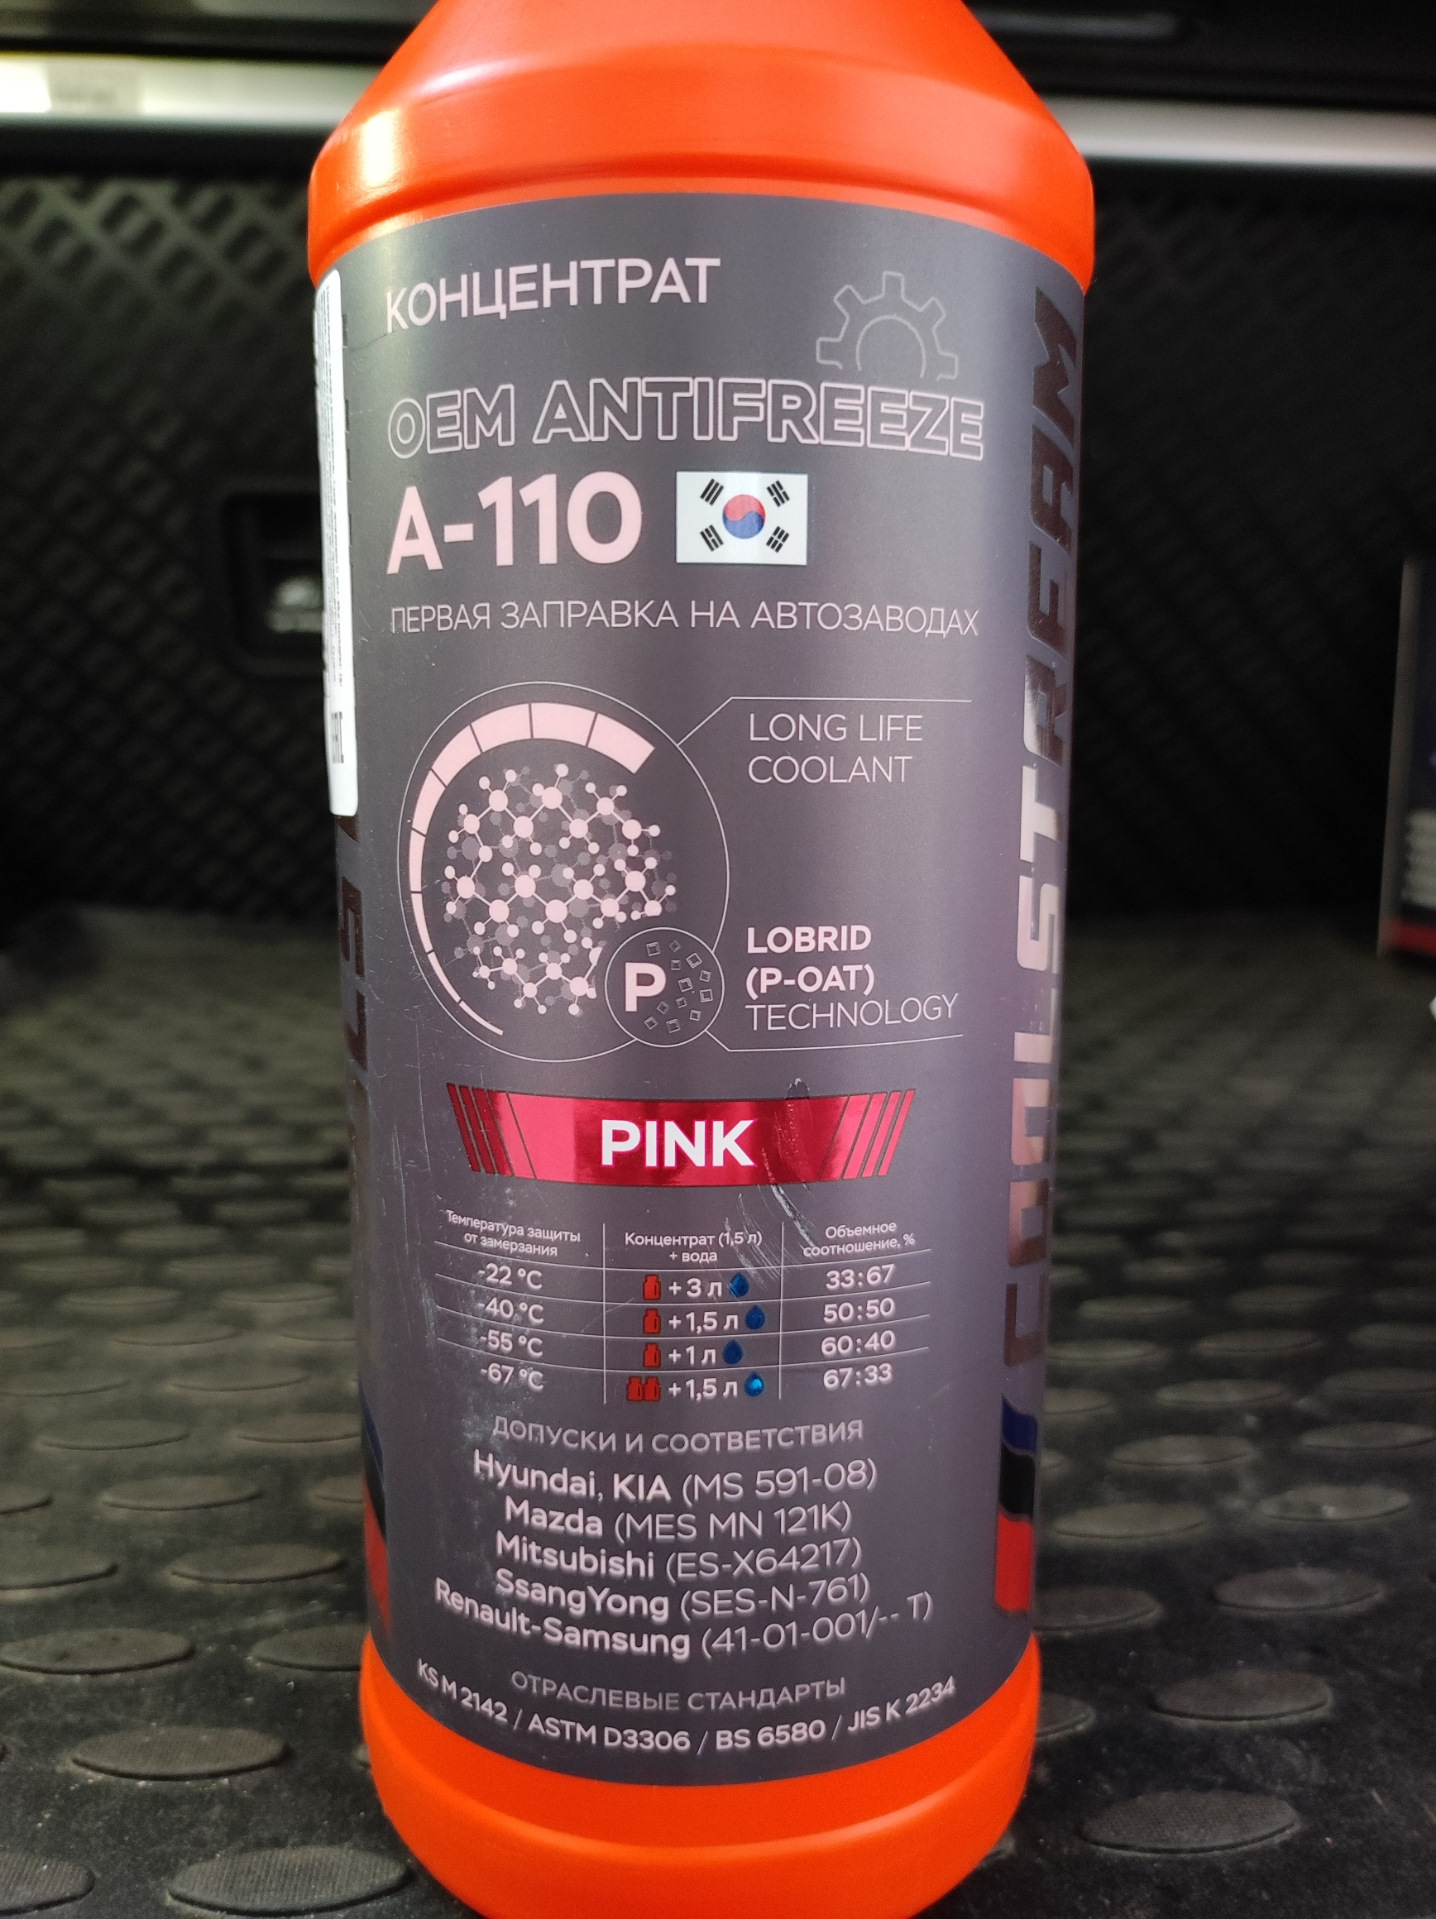 КОНЦЕНТРАТ
OEM ANTIFREEZE
A-110
ПЕРВАЯ ЗАПРАВКА НА АВТОЗАВОДАХ
LONG LIFE
COOLANT
P
LOBRID
(P-OAT)
TECHNOLOGY
PINK
Температура защиты
от замерзания
Концентрат (1,5 л)
+ вода
Объемное
соотношение, %
-22 °C + 3 л 33:67
-40 °C + 1,5 л 50:50
-55 °C + 1 л 60:40
-67 °C + 1,5 л 67:33
ДОПУСКИ И СООТВЕТСТВИЯ
Hyundai, KIA (MS 591-08)
Mazda (MES MN 121K)
Mitsubishi (ES-X64217)
SsangYong (SES-N-761)
Renault-Samsung (41-01-001/-- T)
ОТРАСЛЕВЫЕ СТАНДАРТЫ
KS M 2142 / ASTM D3306 / BS 6580 / JIS K 2234
COOLSTREAM